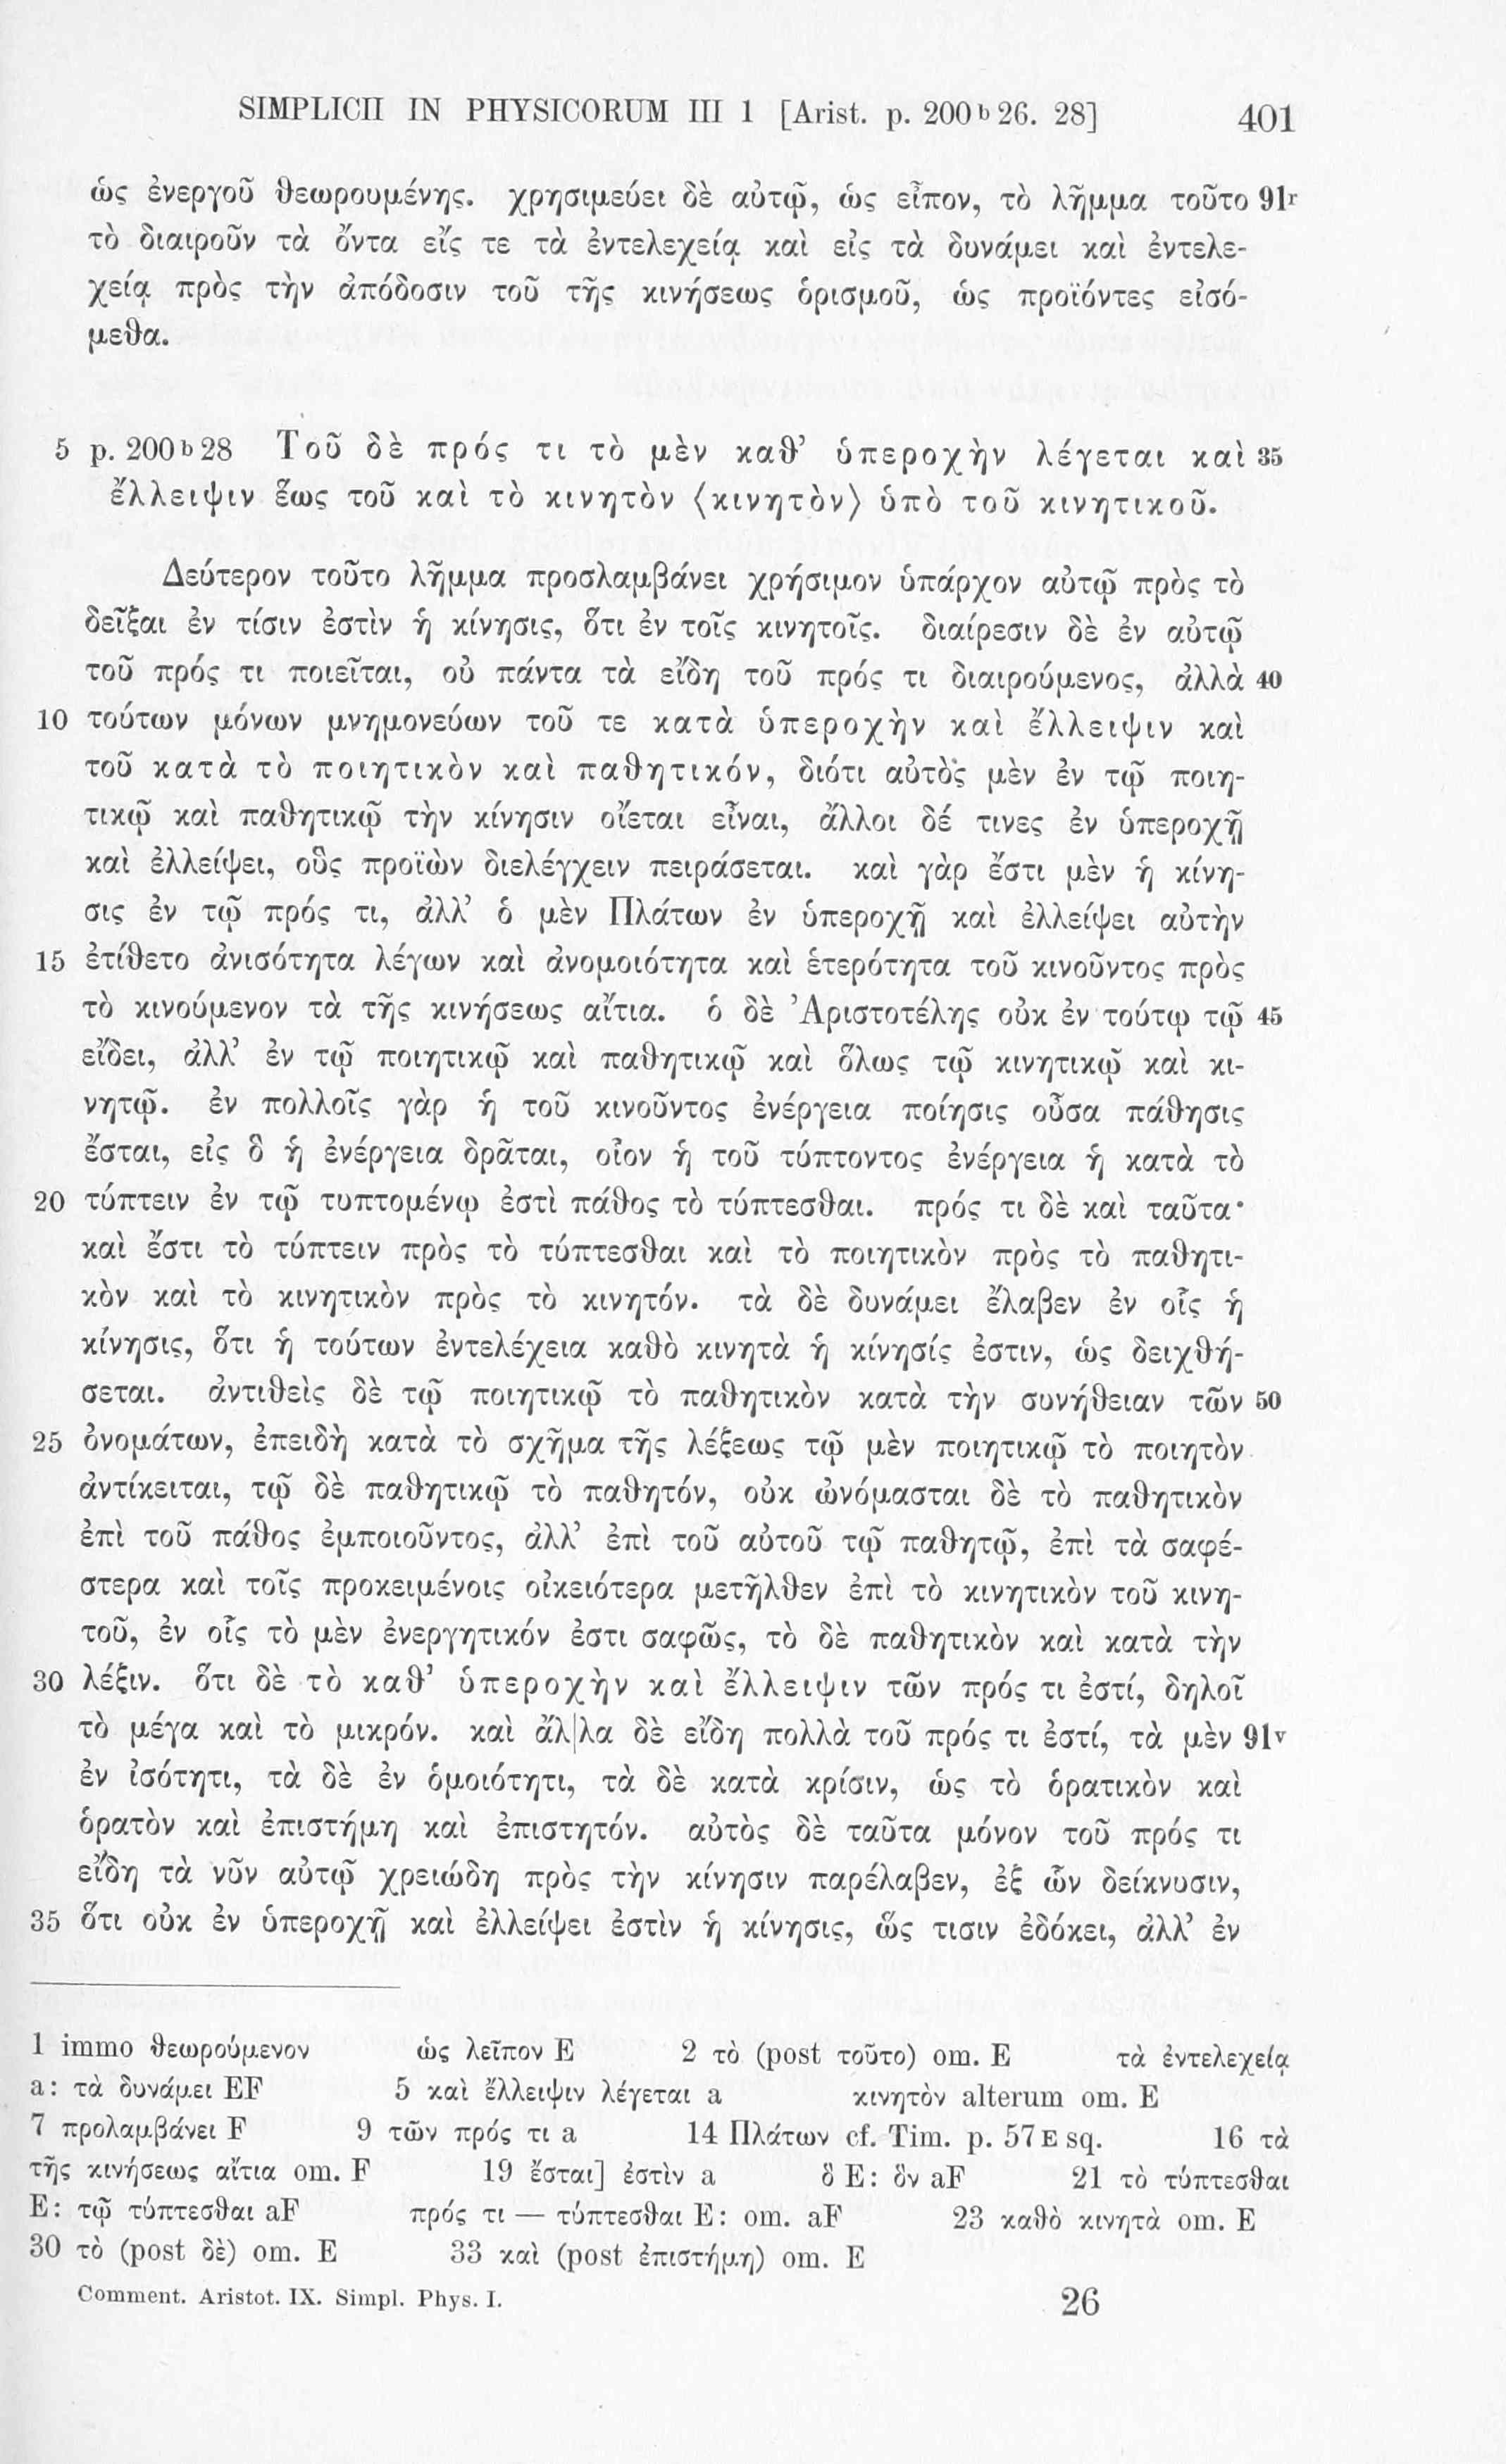 SIMPLICII IN PHYSICORUM III 1 [Arist. p. 200 b 26. 28] 401
ὡς ἐνεργοῦ θεωρουμένης. χρησιμεύει δὲ αὐτῷ, ὡς εἶπον, τὸ λῆμμα τοῦτο 91r
τὸ διαιροῦν τὰ ὄντα εἴς τε τὰ ἐντελεχείᾳ καὶ εἰς τὰ δυνάμει καὶ ἐντελε-
χείᾳ πρὸς τὴν ἀπόδοσιν τοῦ τῆς κινήσεως ὁρισμοῦ, ὡς προϊόντες εἰσό-
μεθα.
5 p. 200 b 28 Τοῦ δὲ πρός τι τὸ μὲν καθ’ ὑπεροχὴν λέγεται καὶ 35
ἔλλειψιν ἕως τοῦ καὶ τὸ κινητὸν ⟨κινητὸν⟩ ὑπὸ τοῦ κινητικοῦ.
Δεύτερον τοῦτο λῆμμα προσλαμβάνει χρήσιμον ὑπάρχον αὐτῷ πρὸς τὸ
δεῖξαι ἐν τίσιν ἐστὶν ἡ κίνησις, ὅτι ἐν τοῖς κινητοῖς. διαίρεσιν δὲ ἐν αὐτῷ
τοῦ πρός τι ποιεῖται, οὐ πάντα τὰ εἴδη τοῦ πρός τι διαιρούμενος, ἀλλὰ 40
10 τούτων μόνων μνημονεύων τοῦ τε κατὰ ὑπεροχὴν καὶ ἔλλειψιν καὶ
τοῦ κατὰ τὸ ποιητικὸν καὶ παθητικόν, διότι αὐτὸς μὲν ἐν τῷ ποιη-
τικῷ καὶ παθητικῷ τὴν κίνησιν οἴεται εἶναι, ἄλλοι δέ τινες ἐν ὑπεροχῇ
καὶ ἐλλείψει, οὓς προϊὼν διελέγχειν πειράσεται. καὶ γὰρ ἔστι μὲν ἡ κίνη-
σις ἐν τῷ πρός τι, ἀλλ’ ὁ μὲν Πλάτων ἐν ὑπεροχῇ καὶ ἐλλείψει αὐτὴν
15 ἐτίθετο ἀνισότητα λέγων καὶ ἀνομοιότητα καὶ ἑτερότητα τοῦ κινοῦντος πρὸς
τὸ κινούμενον τὰ τῆς κινήσεως αἴτια. ὁ δὲ Ἀριστοτέλης οὐκ ἐν τούτῳ τῷ 45
εἴδει, ἀλλ’ ἐν τῷ ποιητικῷ καὶ παθητικῷ καὶ ὅλως τῷ κινητικῷ καὶ κι-
νητῷ. ἐν πολλοῖς γὰρ ἡ τοῦ κινοῦντος ἐνέργεια ποίησις οὖσα πάθησις
ἔσται, εἰς ὃ ἡ ἐνέργεια δρᾶται, οἷον ἡ τοῦ τύπτοντος ἐνέργεια ἡ κατὰ τὸ
20 τύπτειν ἐν τῷ τυπτομένῳ ἐστὶ πάθος τὸ τύπτεσθαι. πρός τι δὲ καὶ ταῦτα·
καὶ ἔστι τὸ τύπτειν πρὸς τὸ τύπτεσθαι καὶ τὸ ποιητικὸν πρὸς τὸ παθητι-
κὸν καὶ τὸ κινητικὸν πρὸς τὸ κινητόν. τὰ δὲ δυνάμει ἔλαβεν ἐν οἷς ἡ
κίνησις, ὅτι ἡ τούτων ἐντελέχεια καθὸ κινητὰ ἡ κίνησίς ἐστιν, ὡς δειχθή-
σεται. ἀντιθεὶς δὲ τῷ ποιητικῷ τὸ παθητικὸν κατὰ τὴν συνήθειαν τῶν 50
25 ὀνομάτων, ἐπειδὴ κατὰ τὸ σχῆμα τῆς λέξεως τῷ μὲν ποιητικῷ τὸ ποιητὸν
ἀντίκειται, τῷ δὲ παθητικῷ τὸ παθητόν, οὐκ ὠνόμασται δὲ τὸ παθητικὸν
ἐπὶ τοῦ πάθος ἐμποιοῦντος, ἀλλ’ ἐπὶ τοῦ αὐτοῦ τῷ παθητῷ, ἐπὶ τὰ σαφέ-
στερα καὶ τοῖς προκειμένοις οἰκειότερα μετῆλθεν ἐπὶ τὸ κινητικὸν τοῦ κινη-
τοῦ, ἐν οἷς τὸ μὲν ἐνεργητικόν ἐστι σαφῶς, τὸ δὲ παθητικὸν καὶ κατὰ τὴν
30 λέξιν. ὅτι δὲ τὸ καθ’ ὑπεροχὴν καὶ ἔλλειψιν τῶν πρός τι ἐστί, δηλοῖ
τὸ μέγα καὶ τὸ μικρόν. καὶ ἄλ|λα δὲ εἴδη πολλὰ τοῦ πρός τι ἐστί, τὰ μὲν 91v
ἐν ἰσότητι, τὰ δὲ ἐν ὁμοιότητι, τὰ δὲ κατὰ κρίσιν, ὡς τὸ ὁρατικὸν καὶ
ὁρατὸν καὶ ἐπιστήμη καὶ ἐπιστητόν. αὐτὸς δὲ ταῦτα μόνον τοῦ πρός τι
εἴδη τὰ νῦν αὐτῷ χρειώδη πρὸς τὴν κίνησιν παρέλαβεν, ἐξ ὧν δείκνυσιν,
35 ὅτι οὐκ ἐν ὑπεροχῇ καὶ ἐλλείψει ἐστὶν ἡ κίνησις, ὥς τισιν ἐδόκει, ἀλλ’ ἐν
1 immo θεωρούμενον ὡς λεῖπον E 2 τὸ (post τοῦτο) om. E τὰ ἐντελεχείᾳ
a: τὰ δυνάμει EF 5 καὶ ἔλλειψιν λέγεται a κινητὸν alterum om. E
7 προλαμβάνει F 9 τῶν πρός τι a 14 Πλάτων cf. Tim. p. 57 E sq. 16 τὰ
τῆς κινήσεως αἴτια om. F 19 ἔσται] ἐστὶν a ὃ E: ὃν aF 21 τὸ τύπτεσθαι
E: τῷ τύπτεσθαι aF πρός τι — τύπτεσθαι E: om. aF 23 καθὸ κινητὰ om. E
30 τὸ (post δὲ) om. E 33 καὶ (post ἐπιστήμη) om. E
Comment. Aristot. IX. Simpl. Phys. I. 26